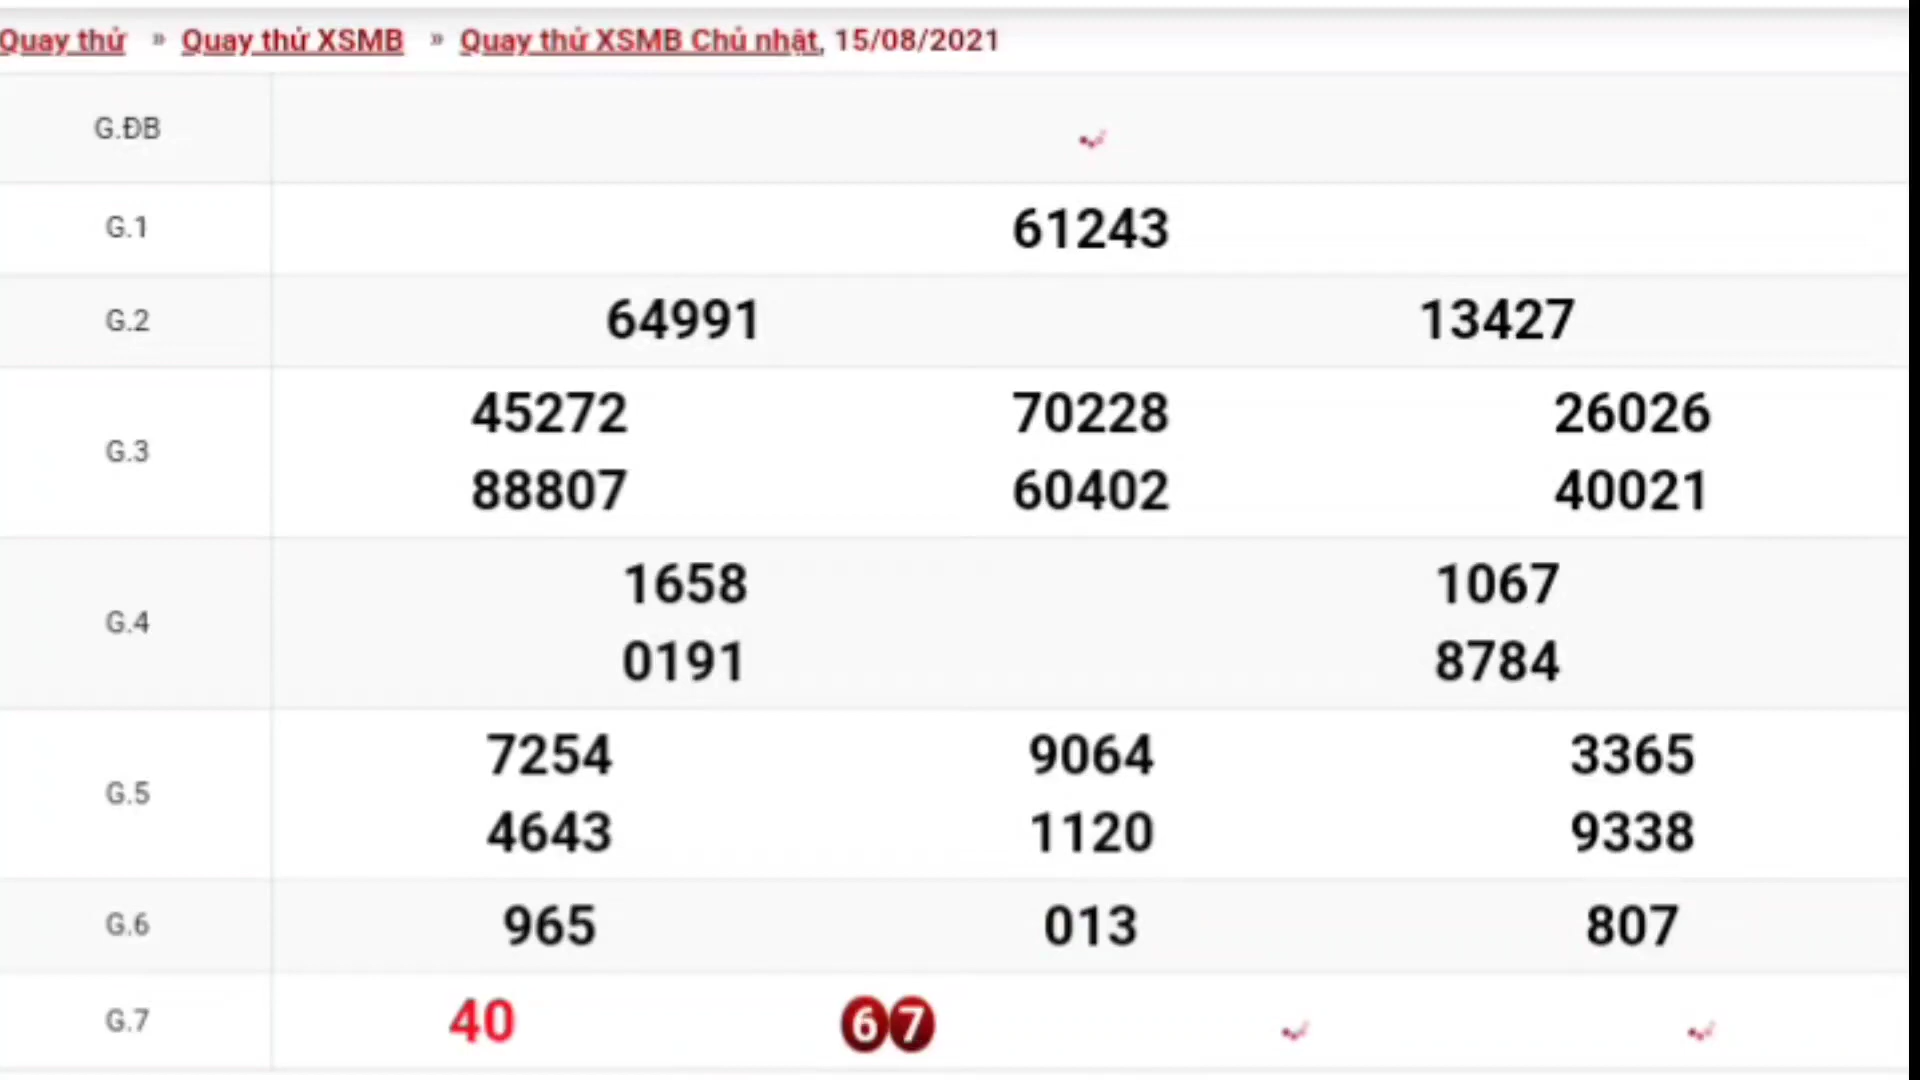 Quay thử » Quay thử XSMB » Quay thử XSMB Chủ nhật, 15/08/2021
G.ĐB
G.1 61243
G.2 64991 13427
G.3 45272 70228 26026
88807 60402 40021
G.4 1658 1067
0191 8784
G.5 7254 9064 3365
4643 1120 9338
G.6 965 013 807
G.7 40 67